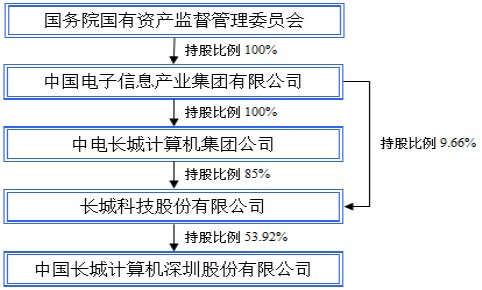 国务院国有资产监督管理委员会
持股比例 100%
中国电子信息产业集团有限公司
持股比例 100%
中电长城计算机集团公司
持股比例 9.66%
持股比例 85%
长城科技股份有限公司
持股比例 53.92%
中国长城计算机深圳股份有限公司